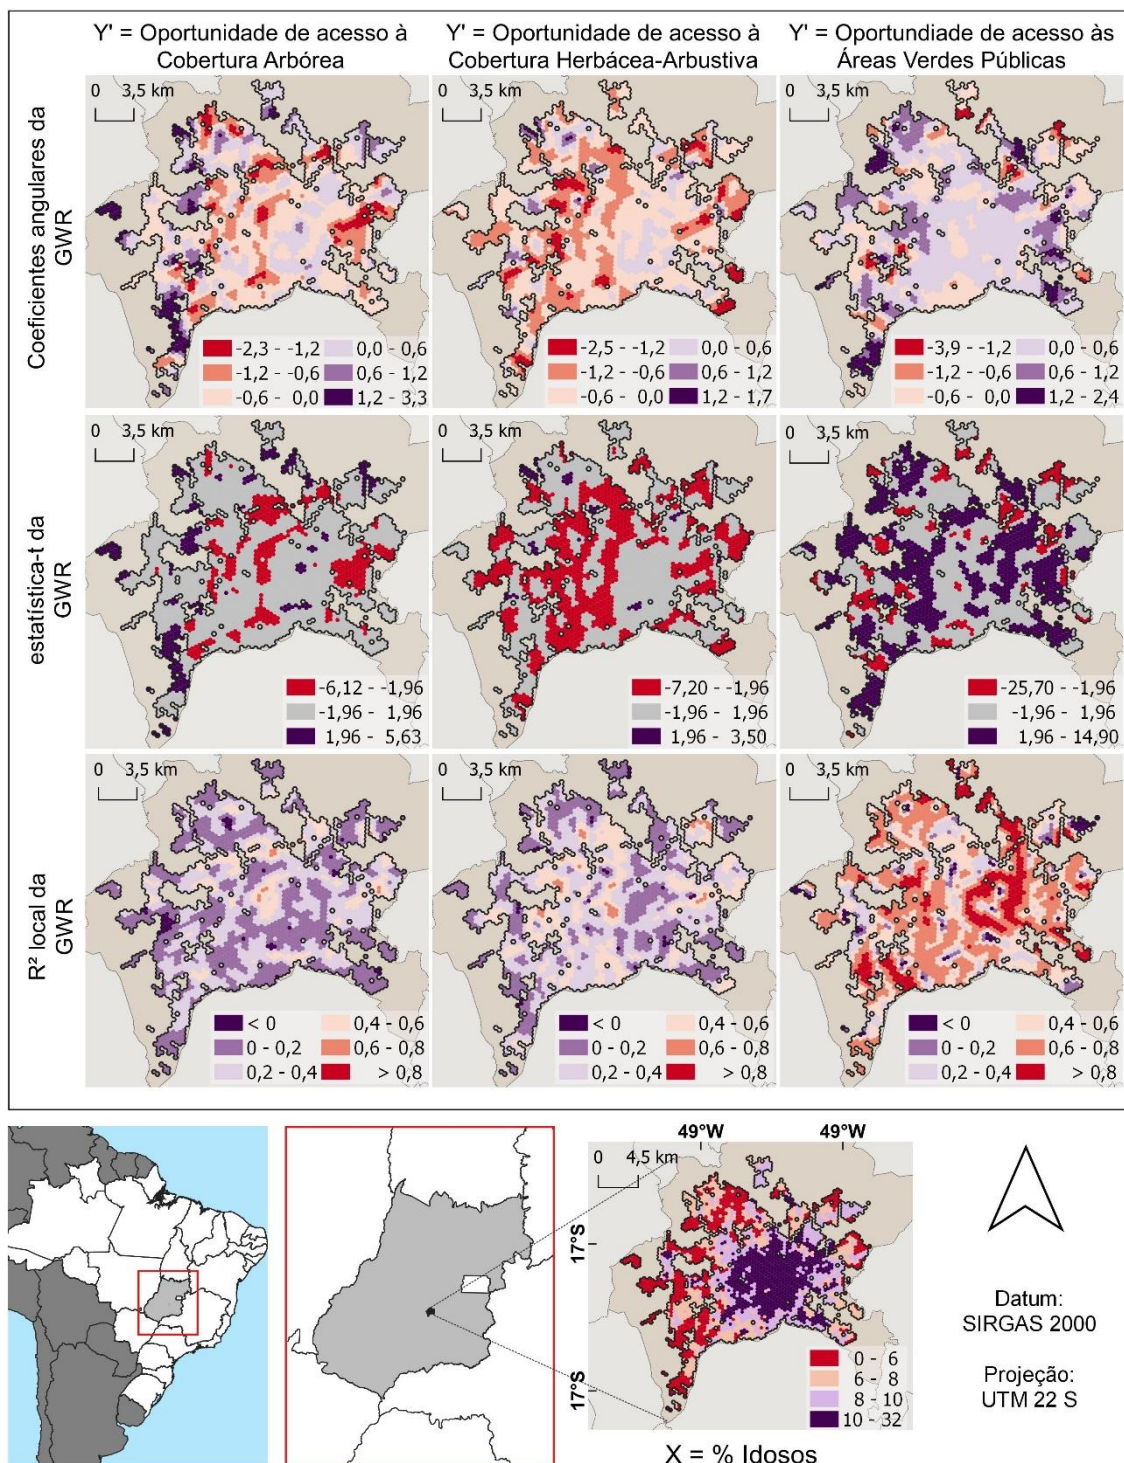 Y' = Oportunidade de acesso à
Cobertura Arbórea
Y' = Oportunidade de acesso à
Cobertura Herbácea-Arbustiva
Y' = Oportundiade de acesso às
Áreas Verdes Públicas
Coeficientes angulares da
GWR
0 3,5 km
-2,3 - -1,2
-1,2 - -0,6
-0,6 - 0,0
0,0 - 0,6
0,6 - 1,2
1,2 - 3,3
0 3,5 km
-2,5 - -1,2
-1,2 - -0,6
-0,6 - 0,0
0,0 - 0,6
0,6 - 1,2
1,2 - 1,7
0 3,5 km
-3,9 - -1,2
-1,2 - -0,6
-0,6 - 0,0
0,0 - 0,6
0,6 - 1,2
1,2 - 2,4
estatística-t da
GWR
0 3,5 km
-6,12 - -1,96
-1,96 - 1,96
1,96 - 5,63
0 3,5 km
-7,20 - -1,96
-1,96 - 1,96
1,96 - 3,50
0 3,5 km
-25,70 - -1,96
-1,96 - 1,96
1,96 - 14,90
R² local da
GWR
0 3,5 km
< 0
0 - 0,2
0,2 - 0,4
0,4 - 0,6
0,6 - 0,8
> 0,8
0 3,5 km
< 0
0 - 0,2
0,2 - 0,4
0,4 - 0,6
0,6 - 0,8
> 0,8
0 3,5 km
< 0
0 - 0,2
0,2 - 0,4
0,4 - 0,6
0,6 - 0,8
> 0,8
49°W 49°W
0 4,5 km
17°S
17°S
0 - 6
6 - 8
8 - 10
10 - 32
X = % Idosos
Datum:
SIRGAS 2000
Projeção:
UTM 22 S